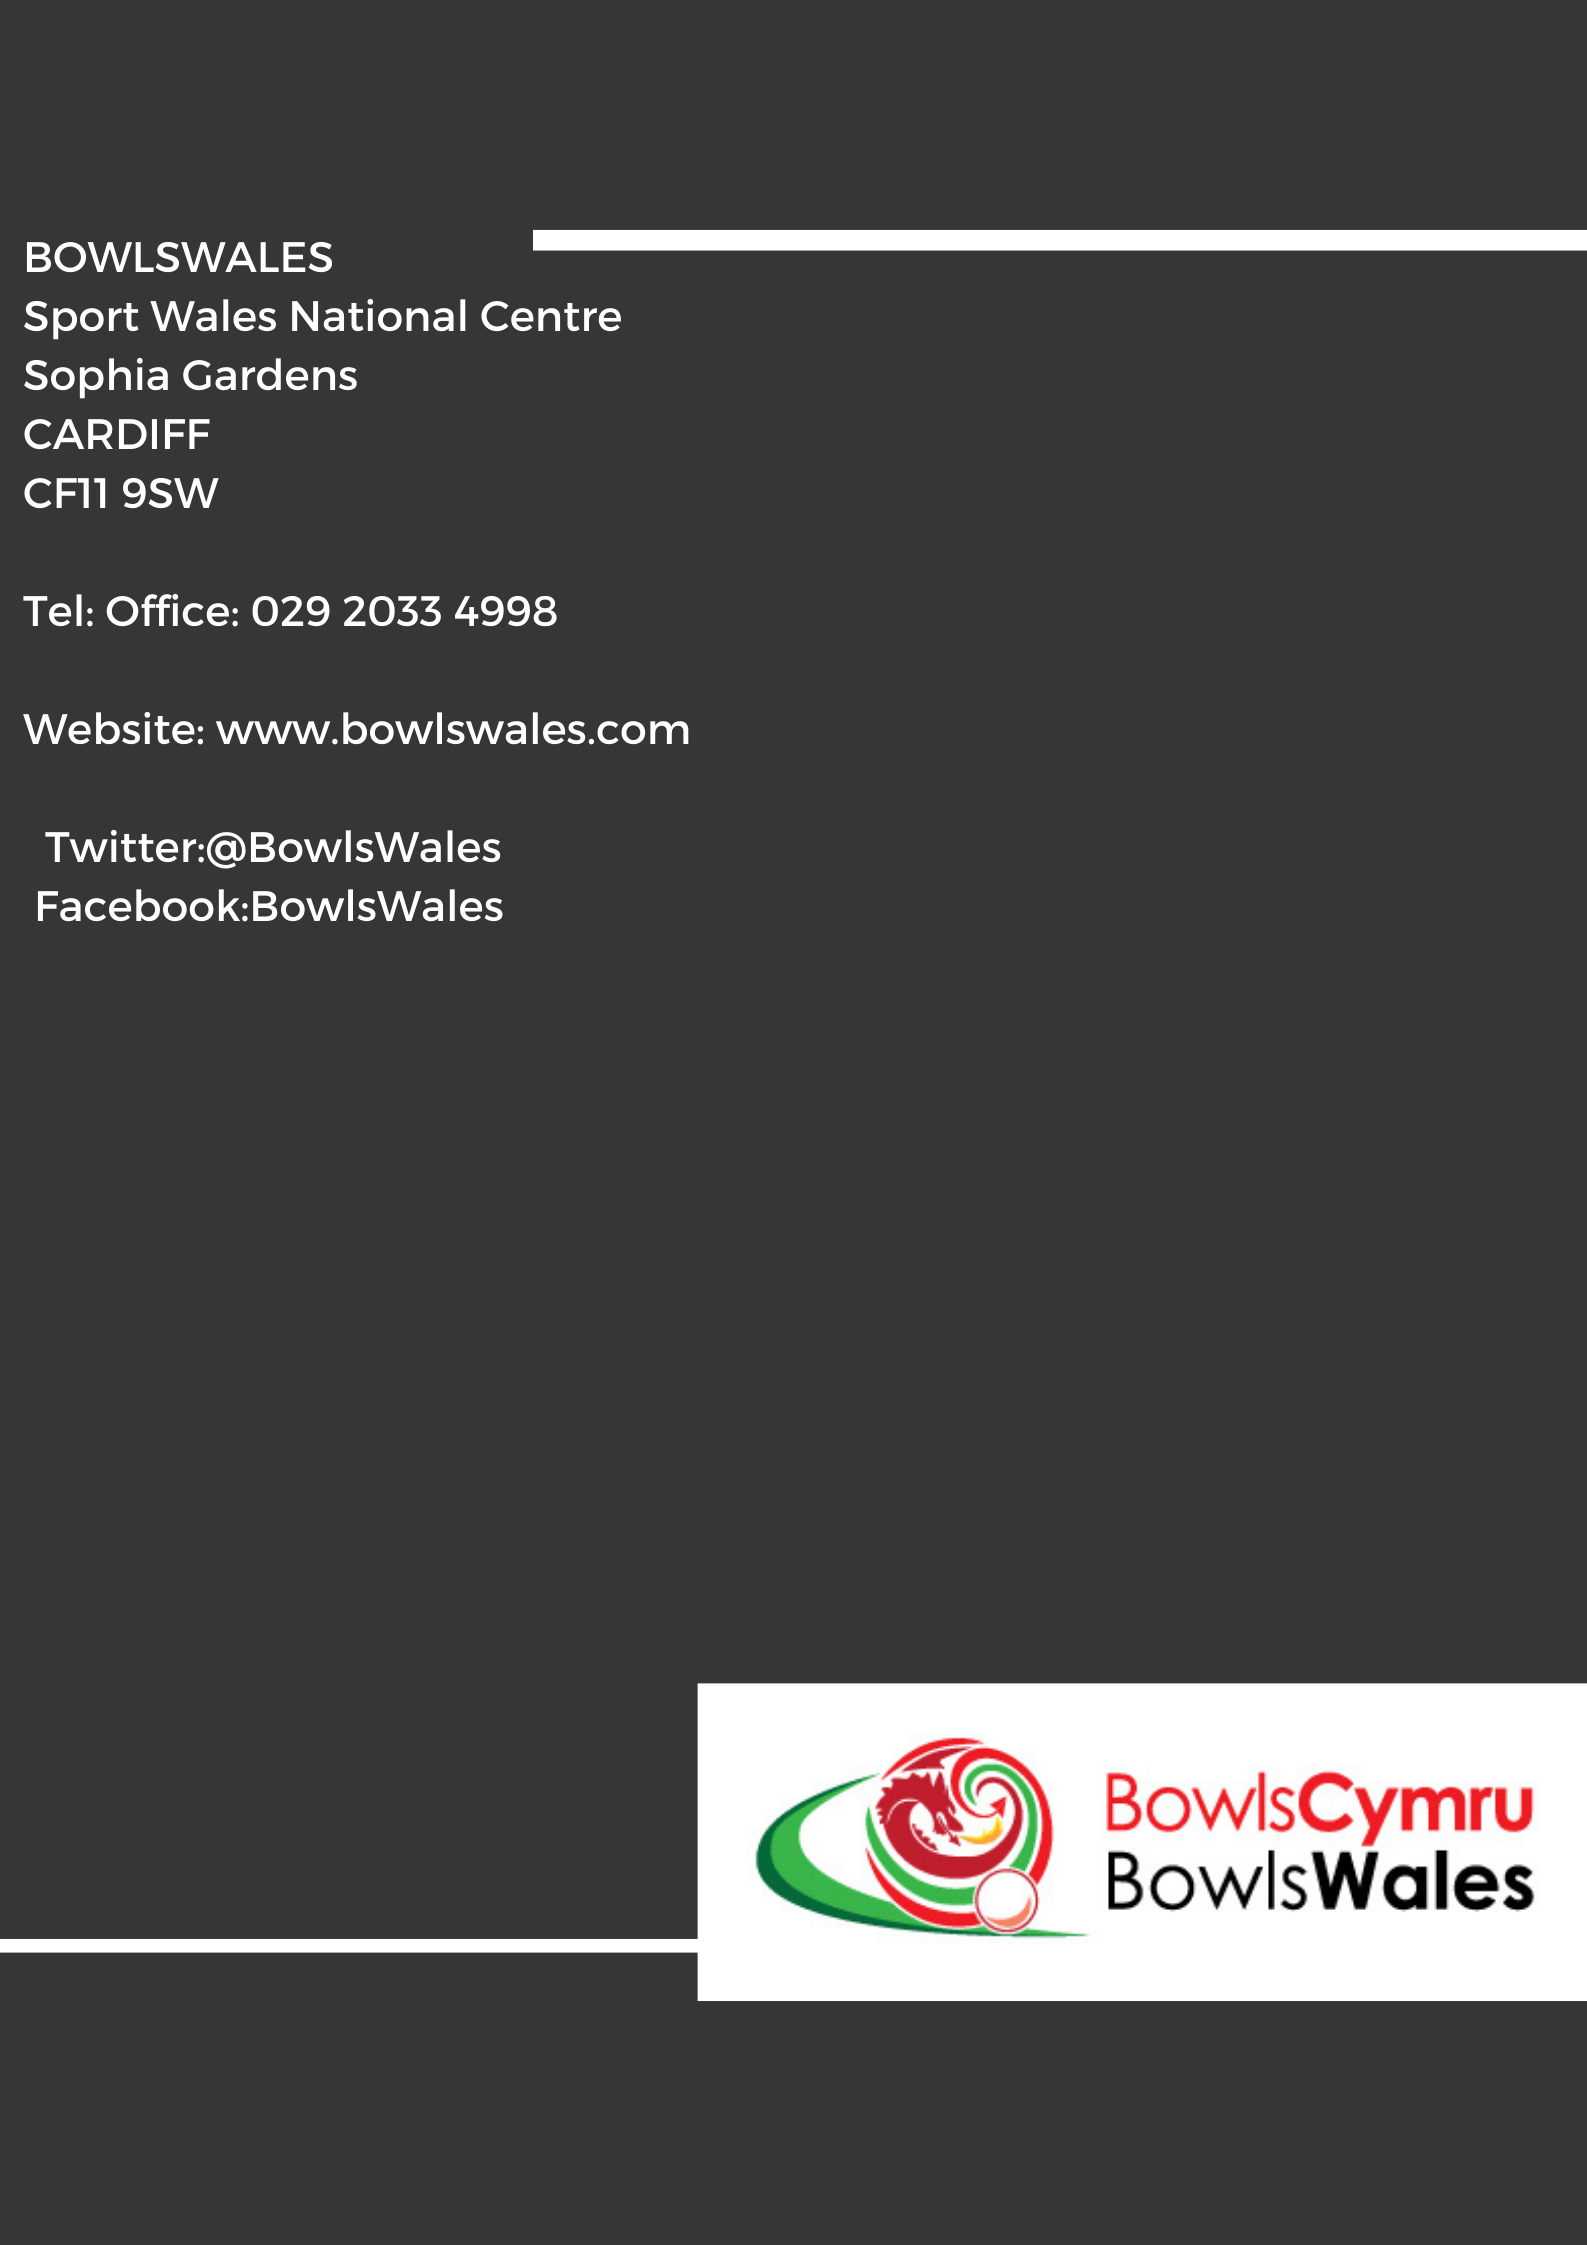 BOWLSWALES
Sport Wales National Centre
Sophia Gardens
CARDIFF
CF11 9SW
Tel: Office: 029 2033 4998
Website: www.bowlswales.com
Twitter:@BowlsWales
Facebook:BowlsWales
BowlsCymru
BowlsWales